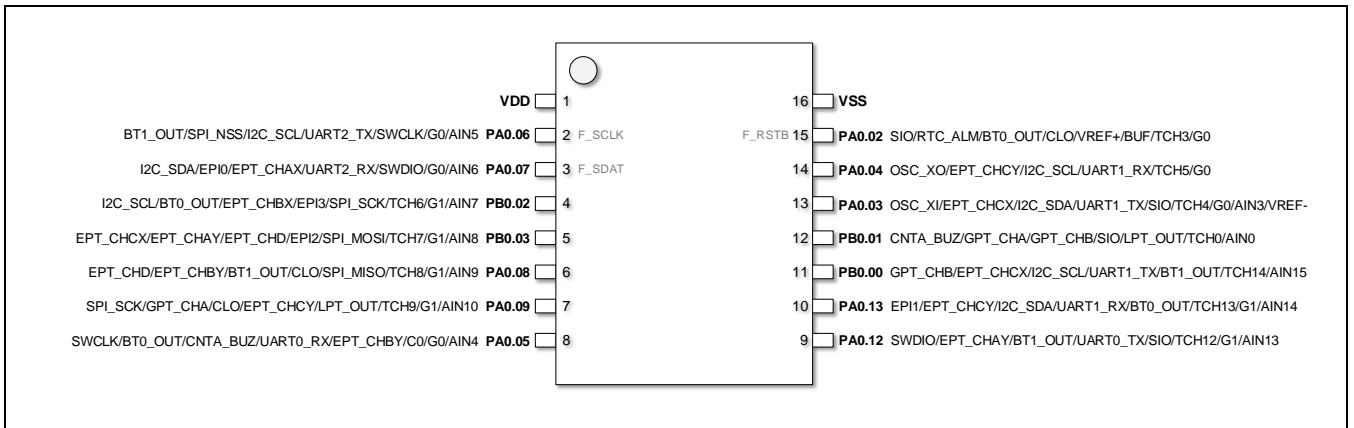 VDD 1 16 VSS
BT1_OUT/SPI_NSS/I2C_SCL/UART2_TX/SWCLK/G0/AIN5 PA0.06 2 F_SCLK F_RSTB 15 PA0.02 SIO/RTC_ALM/BT0_OUT/CLO/VREF+/BUF/TCH3/G0
I2C_SDA/EPI0/EPT_CHAX/UART2_RX/SWDIO/G0/AIN6 PA0.07 3 F_SDAT 14 PA0.04 OSC_XO/EPT_CHCY/I2C_SCL/UART1_RX/TCH5/G0
I2C_SCL/BT0_OUT/EPT_CHBX/EPI3/SPI_SCK/TCH6/G1/AIN7 PB0.02 4 13 PA0.03 OSC_XI/EPT_CHCX/I2C_SDA/UART1_TX/SIO/TCH4/G0/AIN3/VREF-
EPT_CHCX/EPT_CHAY/EPT_CHD/EPI2/SPI_MOSI/TCH7/G1/AIN8 PB0.03 5 12 PB0.01 CNTA_BUZ/GPT_CHA/GPT_CHB/SIO/LPT_OUT/TCH0/AIN0
EPT_CHD/EPT_CHBY/BT1_OUT/CLO/SPI_MISO/TCH8/G1/AIN9 PA0.08 6 11 PB0.00 GPT_CHB/EPT_CHCX/I2C_SCL/UART1_TX/BT1_OUT/TCH14/AIN15
SPI_SCK/GPT_CHA/CLO/EPT_CHCY/LPT_OUT/TCH9/G1/AIN10 PA0.09 7 10 PA0.13 EPI1/EPT_CHCY/I2C_SDA/UART1_RX/BT0_OUT/TCH13/G1/AIN14
SWCLK/BT0_OUT/CNTA_BUZ/UART0_RX/EPT_CHBY/C0/G0/AIN4 PA0.05 8 9 PA0.12 SWDIO/EPT_CHAY/BT1_OUT/UART0_TX/SIO/TCH12/G1/AIN13